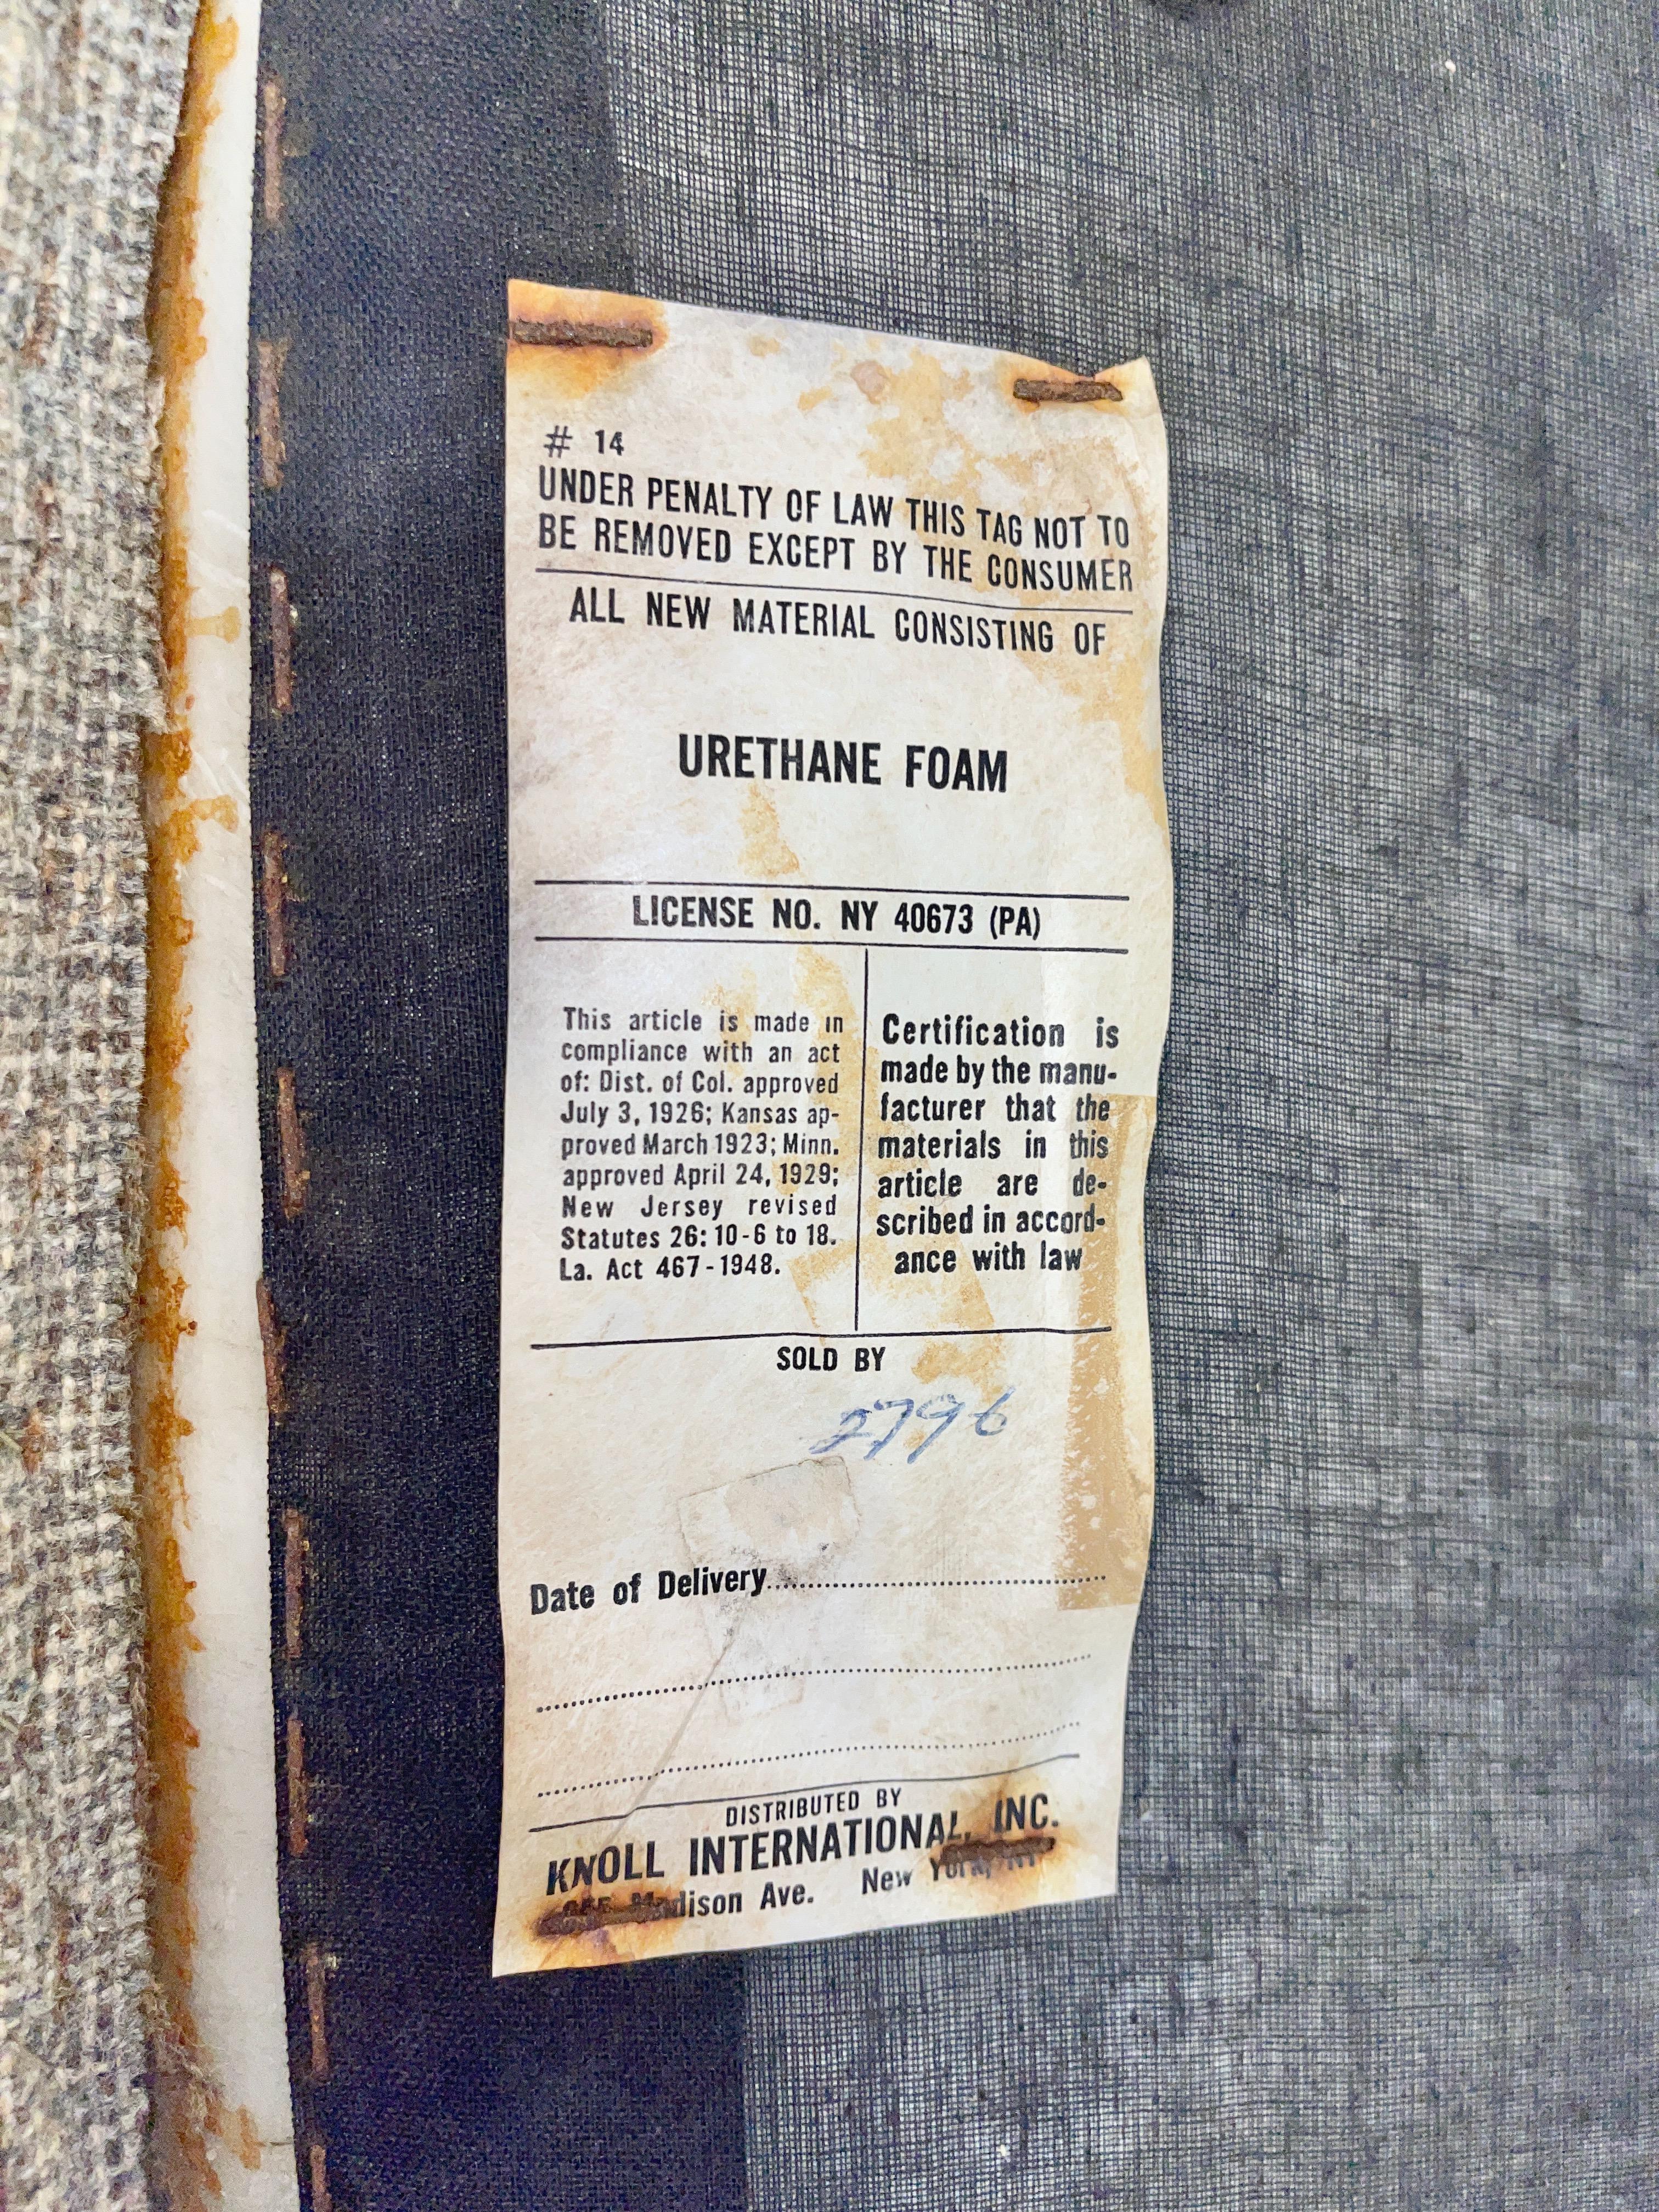 # 14
UNDER PENALTY OF LAW THIS TAG NOT TO
BE REMOVED EXCEPT BY THE CONSUMER
ALL NEW MATERIAL CONSISTING OF
URETHANE FOAM
LICENSE NO. NY 40673 (PA)
This article is made in
compliance with an act
of: Dist. of Col. approved
July 3, 1926; Kansas ap-
proved March 1923; Minn.
approved April 24, 1929;
New Jersey revised
Statutes 26: 10-6 to 18.
La. Act 467-1948.
Certification is
made by the manu-
facturer that the
materials in this
article are de-
scribed in accord-
ance with law
SOLD BY
2796
Date of Delivery
DISTRIBUTED BY
KNOLL INTERNATIONAL, INC.
Madison Ave. New York,